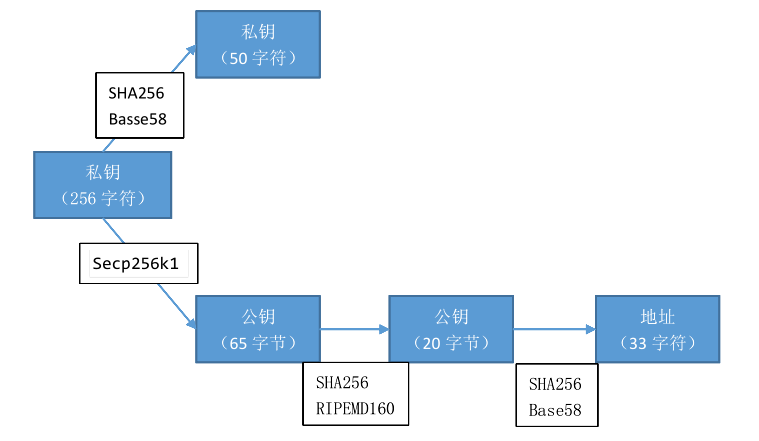 私钥
（50 字符）
SHA256
Basse58
私钥
（256 字符）
Secp256k1
公钥
（65 字节）
公钥
（20 字节）
地址
（33 字符）
SHA256
RIPEMD160
SHA256
Base58